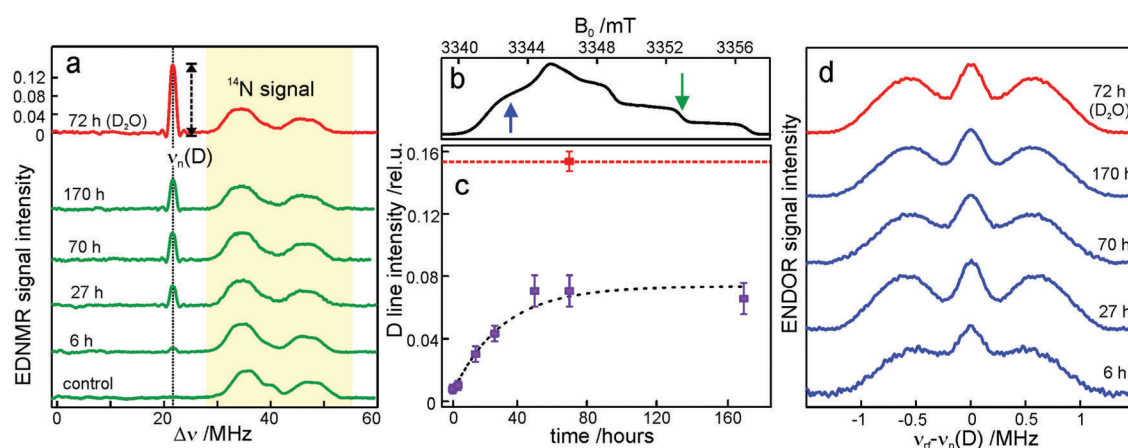 a
EDNMR signal intensity
0.12
0.08
0.04
0
72 h (D₂O)
¹⁴N signal
νₙ(D)
170 h
70 h
27 h
6 h
control
0 20 40 60
Δν /MHz
B₀ /mT
3340 3344 3348 3352 3356
b
c
D line intensity /rel.u.
0.16
0.12
0.08
0.04
0
0 40 80 120 160
time /hours
d
ENDOR signal intensity
72 h
(D₂O)
170 h
70 h
27 h
6 h
-1 -0.5 0 0.5 1
νrf-νₙ(D) /MHz